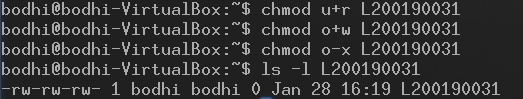 bodhi@bodhi-VirtualBox:~$ chmod u+r L200190031
bodhi@bodhi-VirtualBox:~$ chmod o+w L200190031
bodhi@bodhi-VirtualBox:~$ chmod o-x L200190031
bodhi@bodhi-VirtualBox:~$ ls -l L200190031
-rw-rw-rw- 1 bodhi bodhi 0 Jan 28 16:19 L200190031